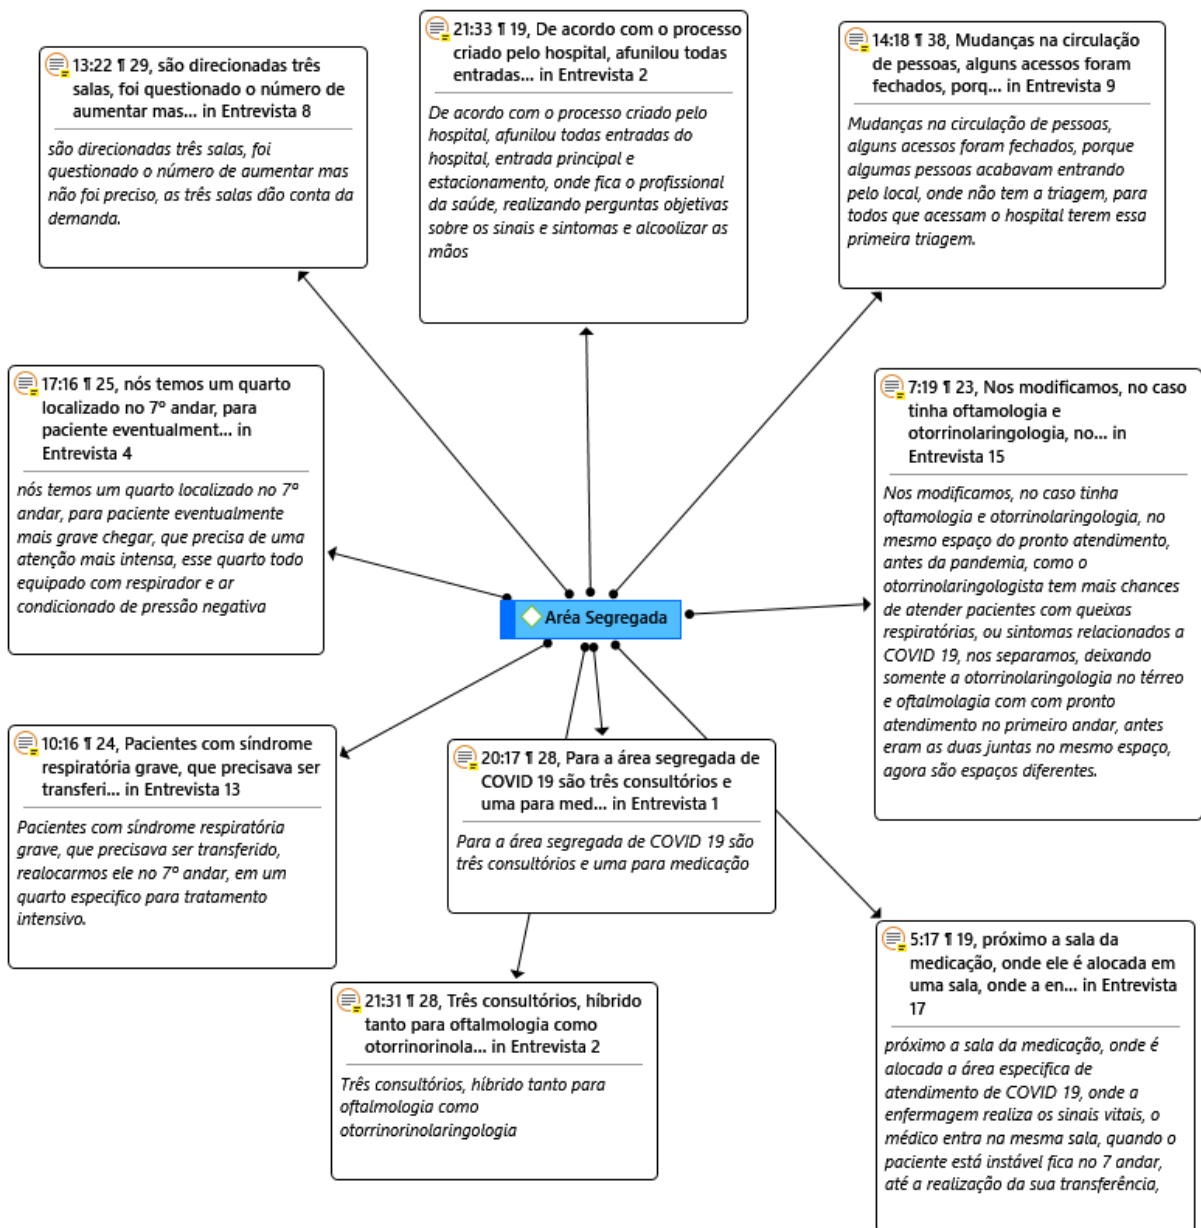 13:22 ¶ 29, são direcionadas três
salas, foi questionado o número de
aumentar mas... in Entrevista 8
são direcionadas três salas, foi
questionado o número de aumentar mas
não foi preciso, as três salas dão conta da
demanda.
21:33 ¶ 19, De acordo com o processo
criado pelo hospital, afunilou todas
entradas... in Entrevista 2
De acordo com o processo criado pelo
hospital, afunilou todas entradas do
hospital, entrada principal e
estacionamento, onde fica o profissional
da saúde, realizando perguntas objetivas
sobre os sinais e sintomas e alcoolizar as
mãos
14:18 ¶ 38, Mudanças na circulação
de pessoas, alguns acessos foram
fechados, porq... in Entrevista 9
Mudanças na circulação de pessoas,
alguns acessos foram fechados, porque
algumas pessoas acabavam entrando
pelo local, onde não tem a triagem, para
todos que acessam o hospital terem essa
primeira triagem.
17:16 ¶ 25, nós temos um quarto
localizado no 7º andar, para
paciente eventualment... in
Entrevista 4
nós temos um quarto localizado no 7º
andar, para paciente eventualmente
mais grave chegar, que precisa de uma
atenção mais intensa, esse quarto todo
equipado com respirador e ar
condicionado de pressão negativa
7:19 ¶ 23, Nos modificamos, no caso
tinha oftamologia e
otorrinolaringologia, no... in
Entrevista 15
Nos modificamos, no caso tinha
oftamologia e otorrinolaringologia, no
mesmo espaço do pronto atendimento,
antes da pandemia, como o
otorrinolaringologista tem mais chances
de atender pacientes com queixas
respiratórias, ou sintomas relacionados a
COVID 19, nos separamos, deixando
somente a otorrinolaringologia no térreo
e oftalmolagia com com pronto
atendimento no primeiro andar, antes
eram as duas juntas no mesmo espaço,
agora são espaços diferentes.
Aréa Segregada
10:16 ¶ 24, Pacientes com síndrome
respiratória grave, que precisava ser
transferi... in Entrevista 13
Pacientes com síndrome respiratória
grave, que precisava ser transferido,
realocarmos ele no 7º andar, em um
quarto especifico para tratamento
intensivo.
20:17 ¶ 28, Para a área segregada de
COVID 19 são três consultórios e
uma para med... in Entrevista 1
Para a área segregada de COVID 19 são
três consultórios e uma para medicação
21:31 ¶ 28, Três consultórios, híbrido
tanto para oftalmologia como
otorrinorinola... in Entrevista 2
Três consultórios, híbrido tanto para
oftalmologia como
otorrinorinolaringologia
5:17 ¶ 19, próximo a sala da
medicação, onde ele é alocada em
uma sala, onde a en... in Entrevista
17
próximo a sala da medicação, onde é
alocada a área especifica de
atendimento de COVID 19, onde a
enfermagem realiza os sinais vitais, o
médico entra na mesma sala, quando o
paciente está instável fica no 7 andar,
até a realização da sua transferência,